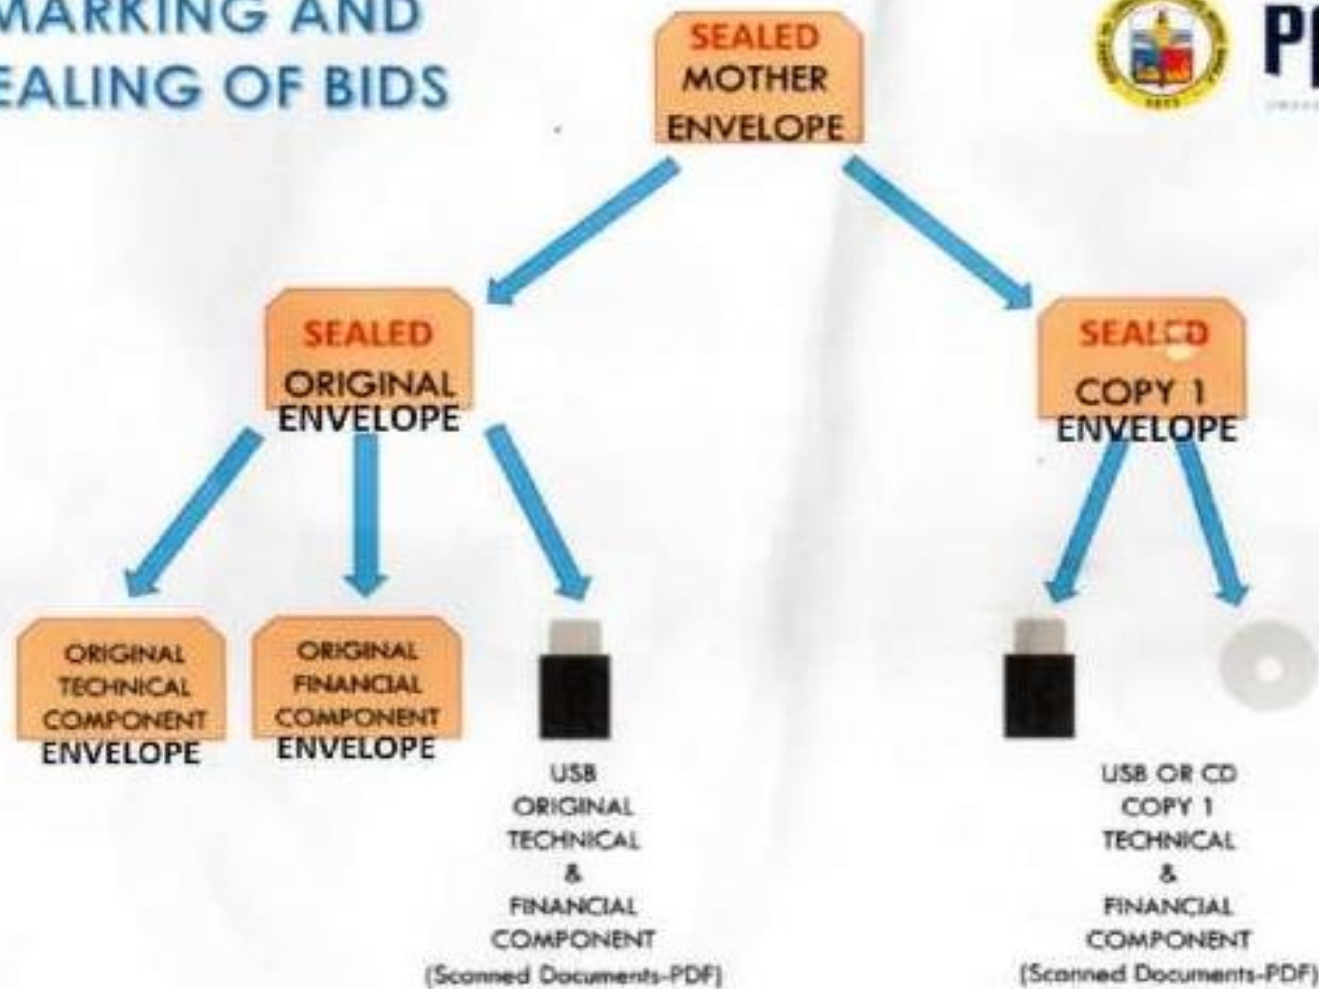 MARKING AND
EALING OF BIDS
SEALED
MOTHER
ENVELOPE
SEALED
ORIGINAL
ENVELOPE
SEALED
COPY 1
ENVELOPE
ORIGINAL
TECHNICAL
COMPONENT
ENVELOPE
ORIGINAL
FINANCIAL
COMPONENT
ENVELOPE
USB
ORIGINAL
TECHNICAL
&
FINANCIAL
COMPONENT
(Scanned Documents-PDF)
USB OR CD
COPY 1
TECHNICAL
&
FINANCIAL
COMPONENT
(Scanned Documents-PDF)